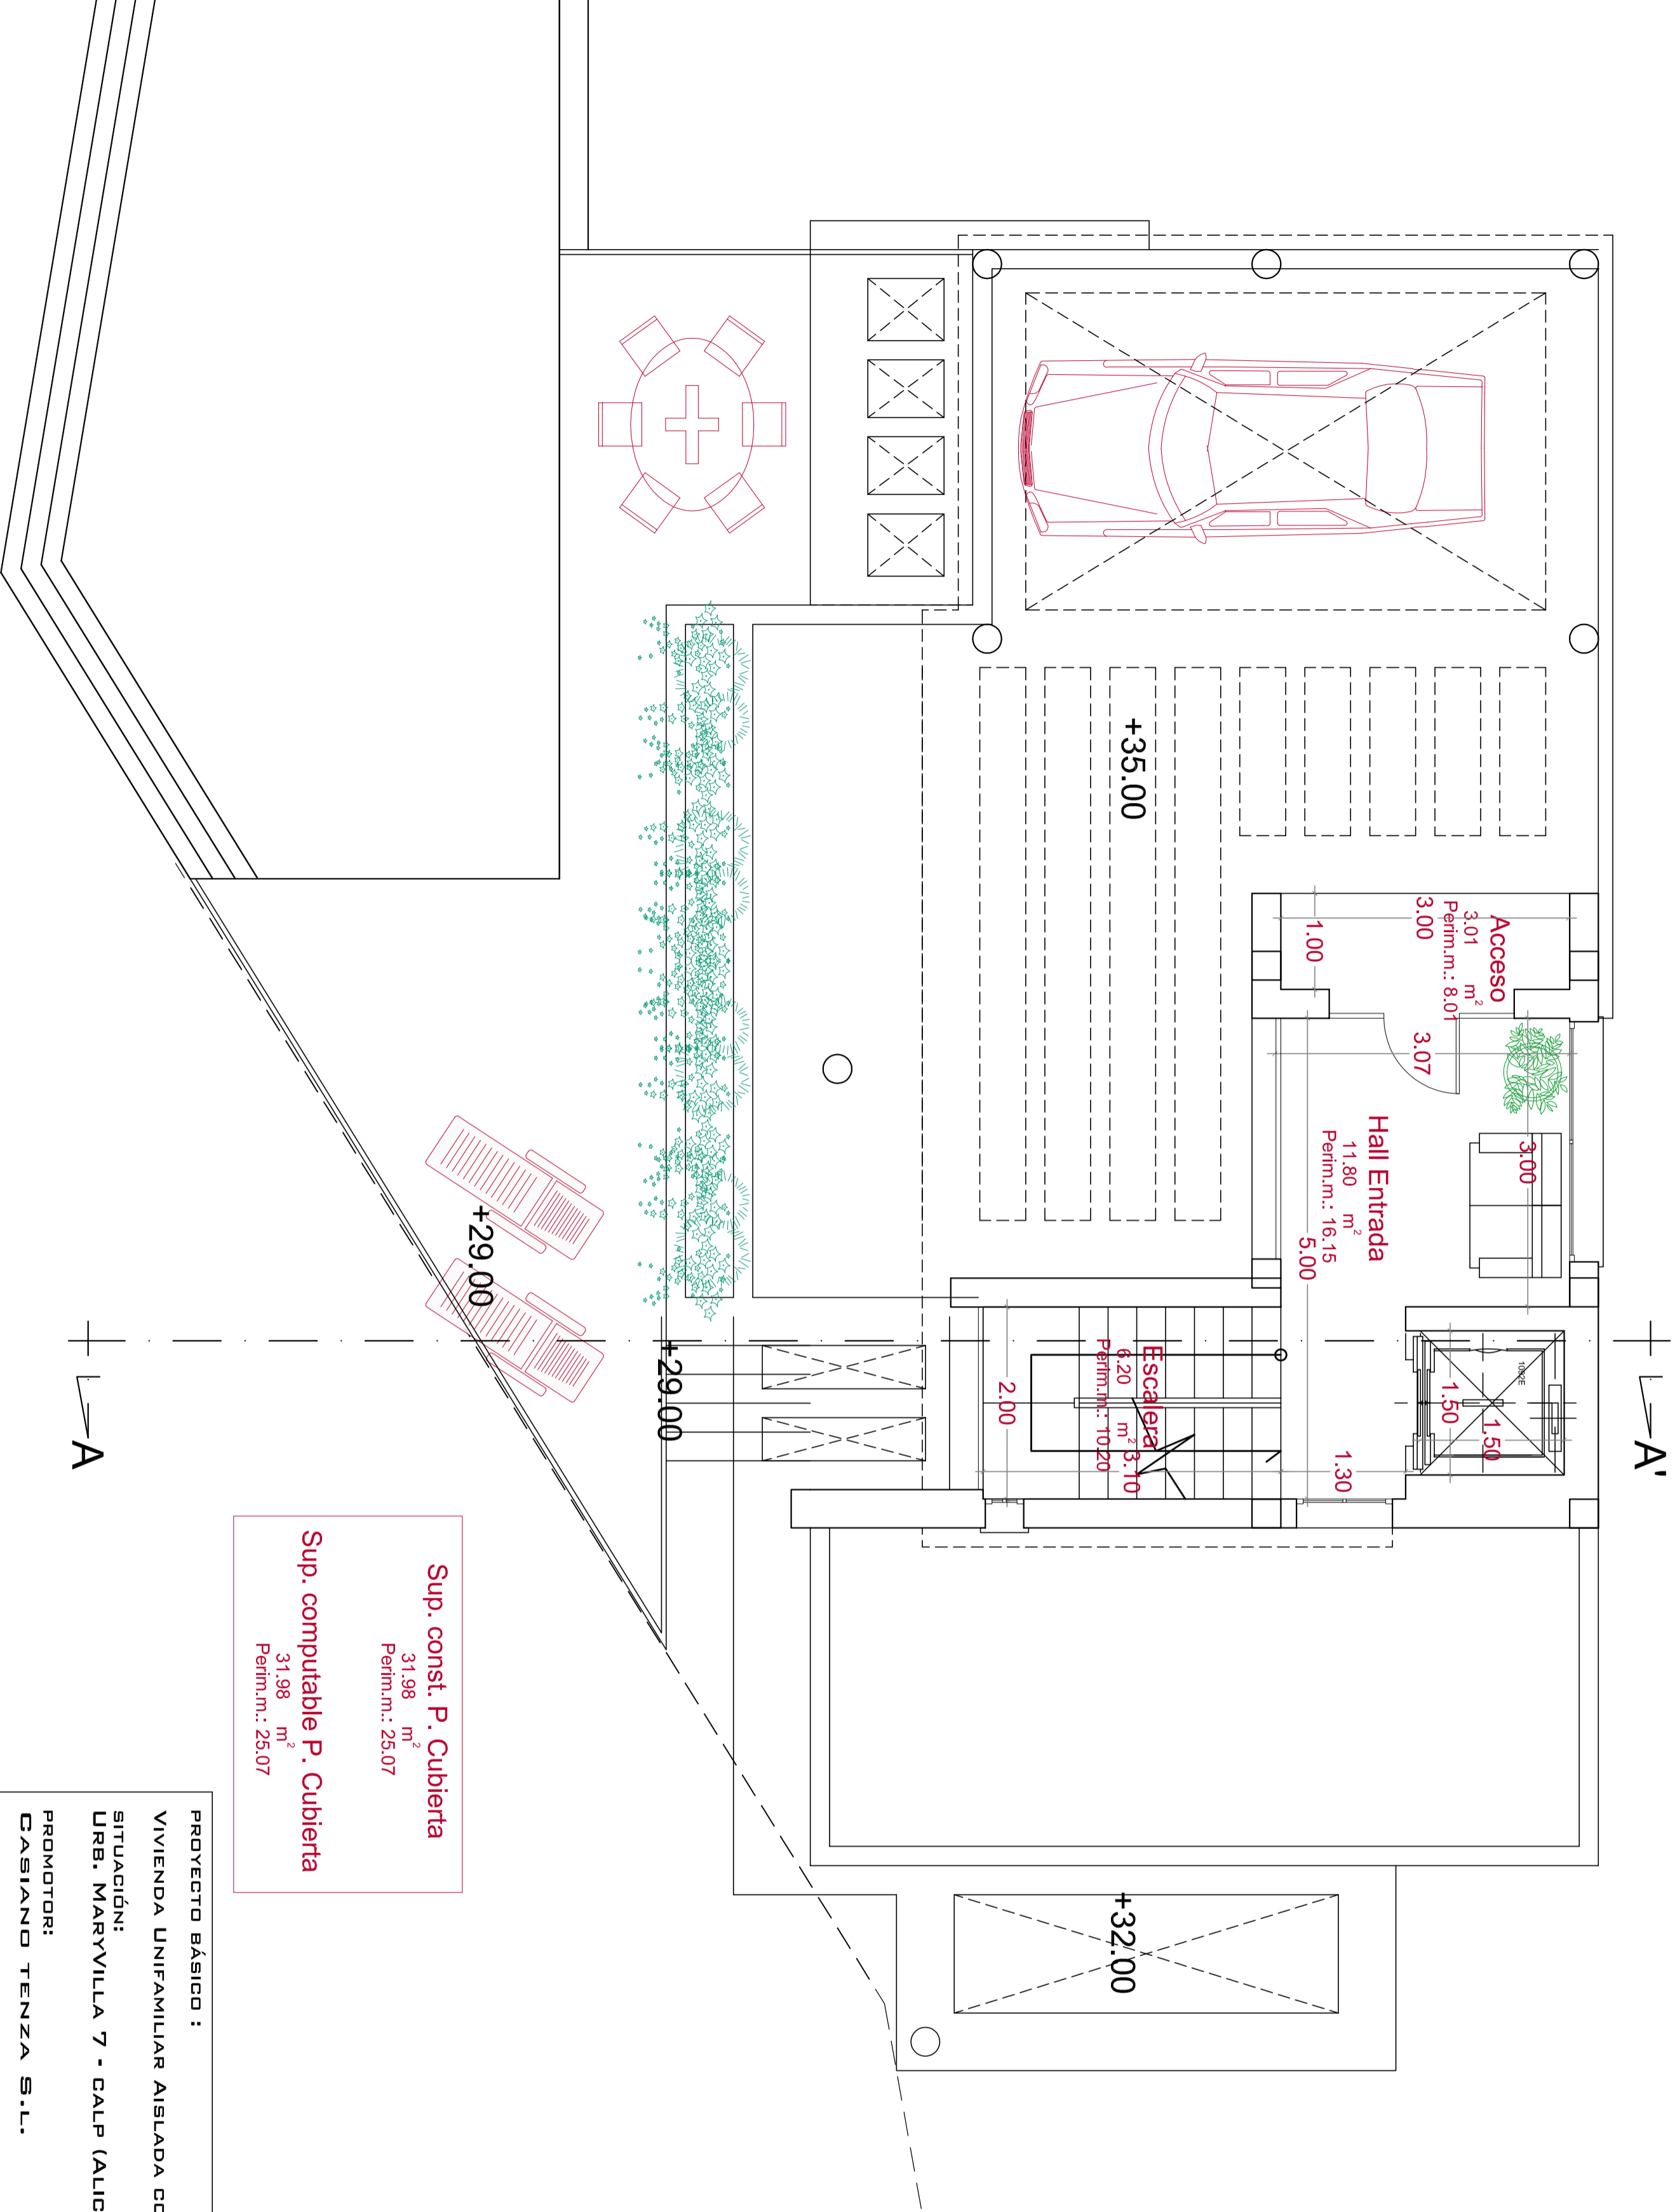 +35.00
Acceso
3.01 m²
Perim.m.: 8.01
3.00
1.00
3.07
3.00
Hall Entrada
11.80 m²
Perim.m.: 16.15
5.00
1092E
1.50
1.50
1.30
Escalera
6.20 m²
Perim.m.: 10.20
3.10
2.00
+29.00
+29.00
+32.00
A'
A
Sup. const. P. Cubierta
31.98 m²
Perim.m.: 25.07
Sup. computable P. Cubierta
31.98 m²
Perim.m.: 25.07
PROYECTO BÁSICO :
VIVIENDA UNIFAMILIAR AISLADA CO
SITUACIÓN:
URB. MARYVILLA 7 - CALP (ALIC
PROMOTOR:
CASIANO TENZA S.L.